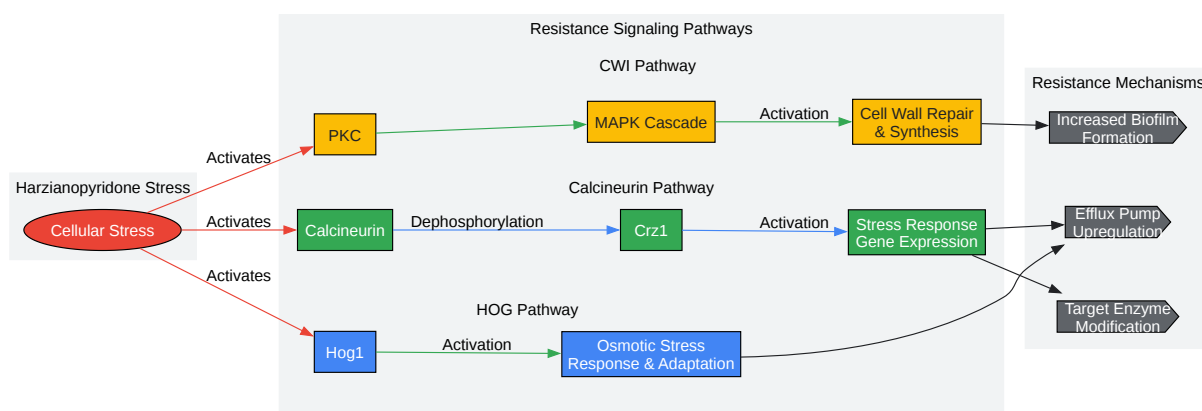 Resistance Signaling Pathways
CWI Pathway
Resistance Mechanisms
PKC
MAPK Cascade
Activation
Cell Wall Repair
& Synthesis
Increased Biofilm
Formation
Activates
Harzianopyridone Stress
Cellular Stress
Activates
Calcineurin Pathway
Calcineurin
Dephosphorylation
Crz1
Activation
Stress Response
Gene Expression
Efflux Pump
Upregulation
Activates
HOG Pathway
Hog1
Activation
Osmotic Stress
Response & Adaptation
Target Enzyme
Modification